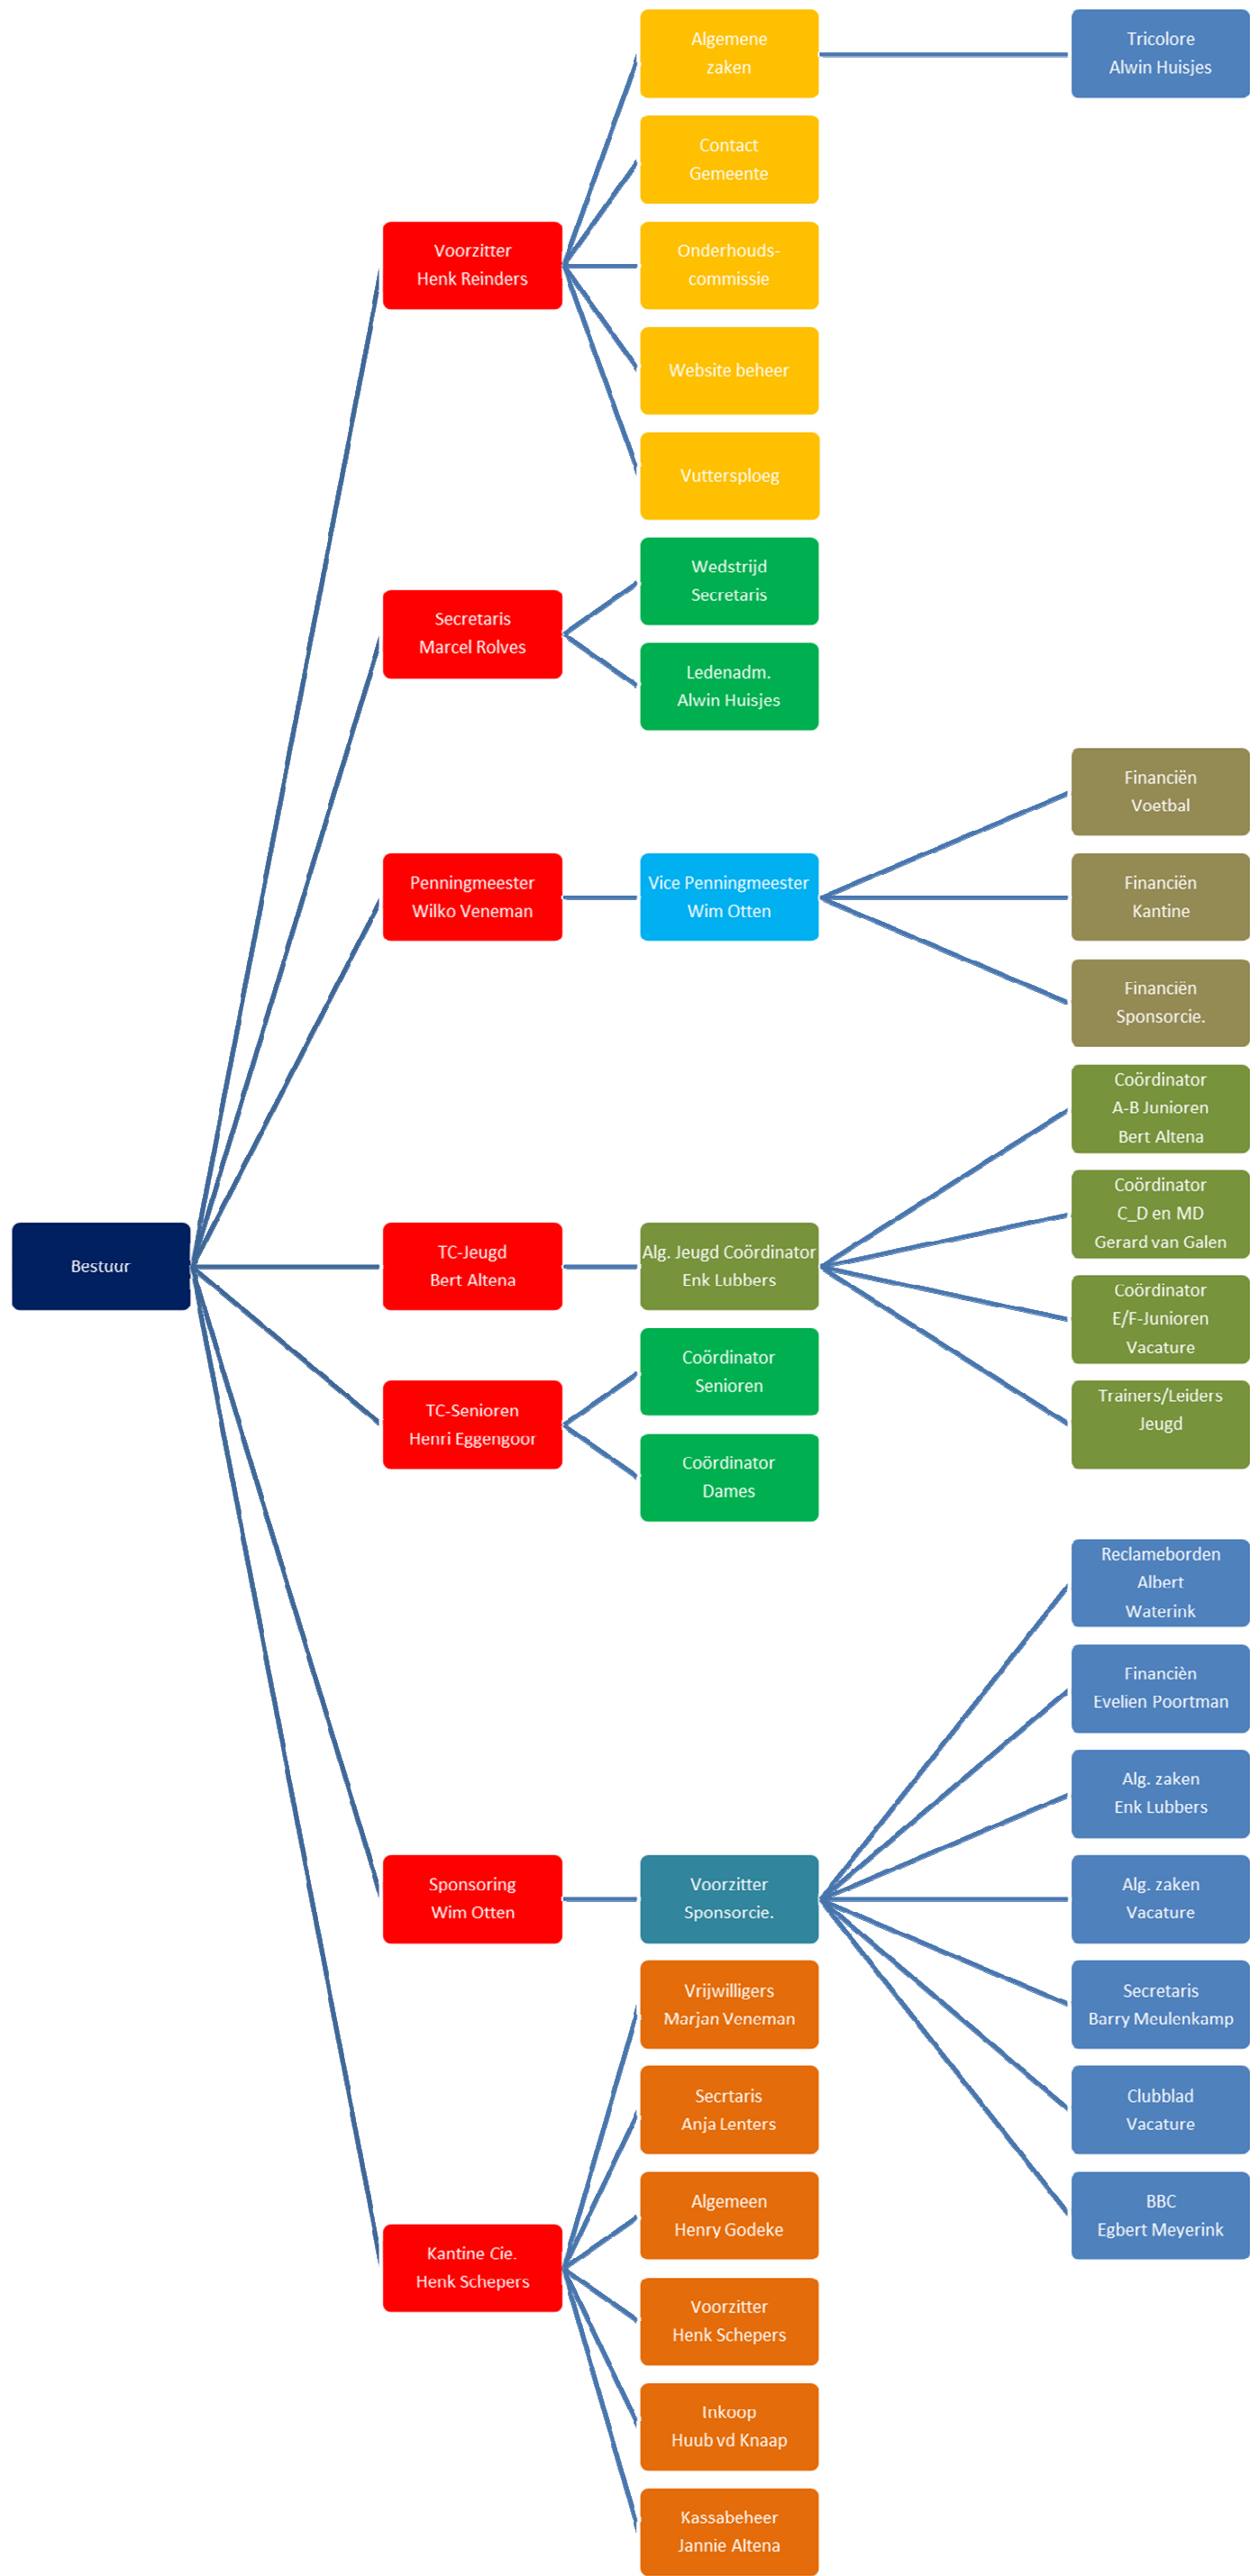 Bestuur
Voorzitter
Henk Reinders
Algemene
zaken
Tricolore
Alwin Huisjes
Contact
Gemeente
Onderhouds-
commissie
Website beheer
Vuttersploeg
Secretaris
Marcel Rolves
Wedstrijd
Secretaris
Ledenadm.
Alwin Huisjes
Penningmeester
Wilko Veneman
Vice Penningmeester
Wim Otten
Financiën
Voetbal
Financiën
Kantine
Financiën
Sponsorcie.
TC-Jeugd
Bert Altena
Alg. Jeugd Coördinator
Enk Lubbers
Coördinator
A-B Junioren
Bert Altena
Coördinator
C_D en MD
Gerard van Galen
Coördinator
E/F-Junioren
Vacature
Trainers/Leiders
Jeugd
TC-Senioren
Henri Eggengoor
Coördinator
Senioren
Coördinator
Dames
Sponsoring
Wim Otten
Voorzitter
Sponsorcie.
Reclameborden
Albert
Waterink
Financièn
Evelien Poortman
Alg. zaken
Enk Lubbers
Alg. zaken
Vacature
Secretaris
Barry Meulenkamp
Clubblad
Vacature
BBC
Egbert Meyerink
Kantine Cie.
Henk Schepers
Vrijwilligers
Marjan Veneman
Secrtaris
Anja Lenters
Algemeen
Henry Godeke
Voorzitter
Henk Schepers
Inkoop
Huub vd Knaap
Kassabeheer
Jannie Altena